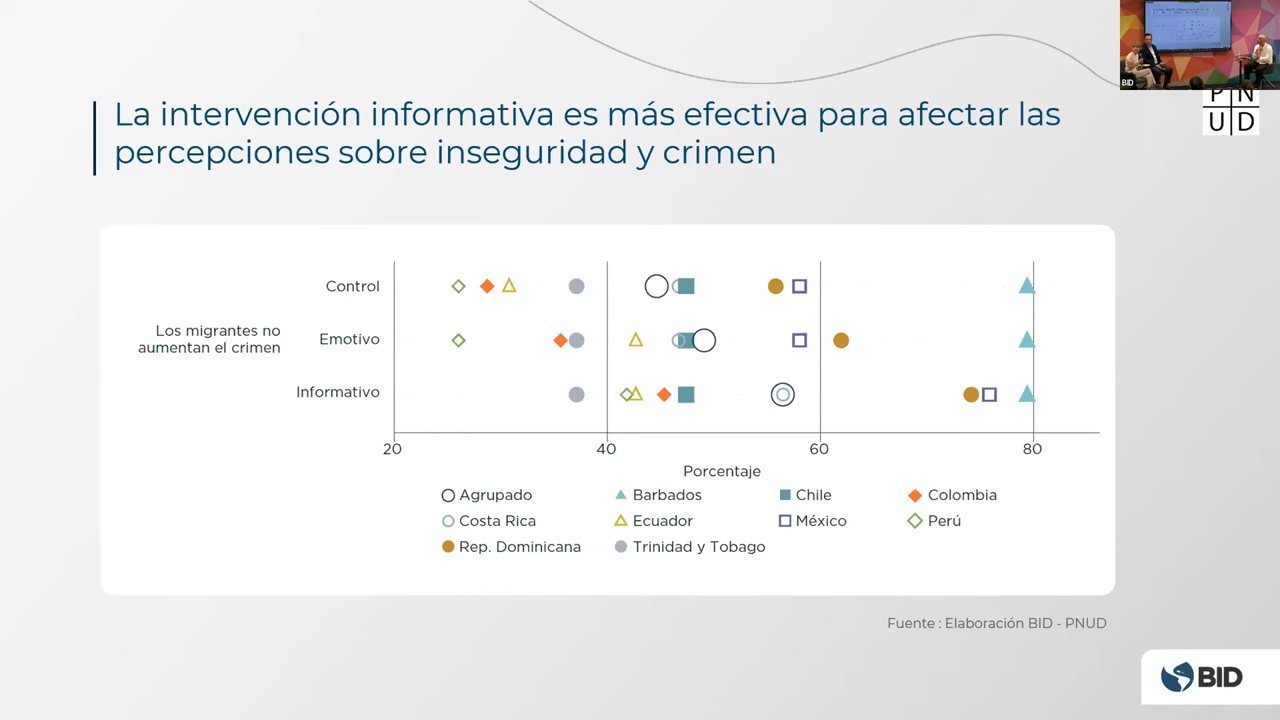 La intervención informativa es más efectiva para afectar las
percepciones sobre inseguridad y crimen
BID
P N
U D
Los migrantes no
aumentan el crimen
Control
Emotivo
Informativo
20 40 60 80
Porcentaje
Agrupado Barbados Chile Colombia
Costa Rica Ecuador México Perú
Rep. Dominicana Trinidad y Tobago
Fuente : Elaboración BID - PNUD
BID